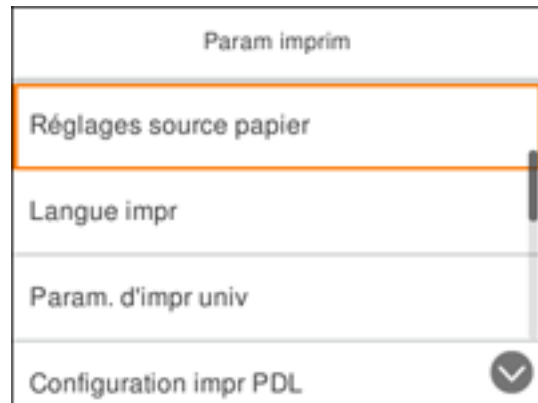 Param imprim
Réglages source papier
Langue impr
Param. d'impr univ
Configuration impr PDL